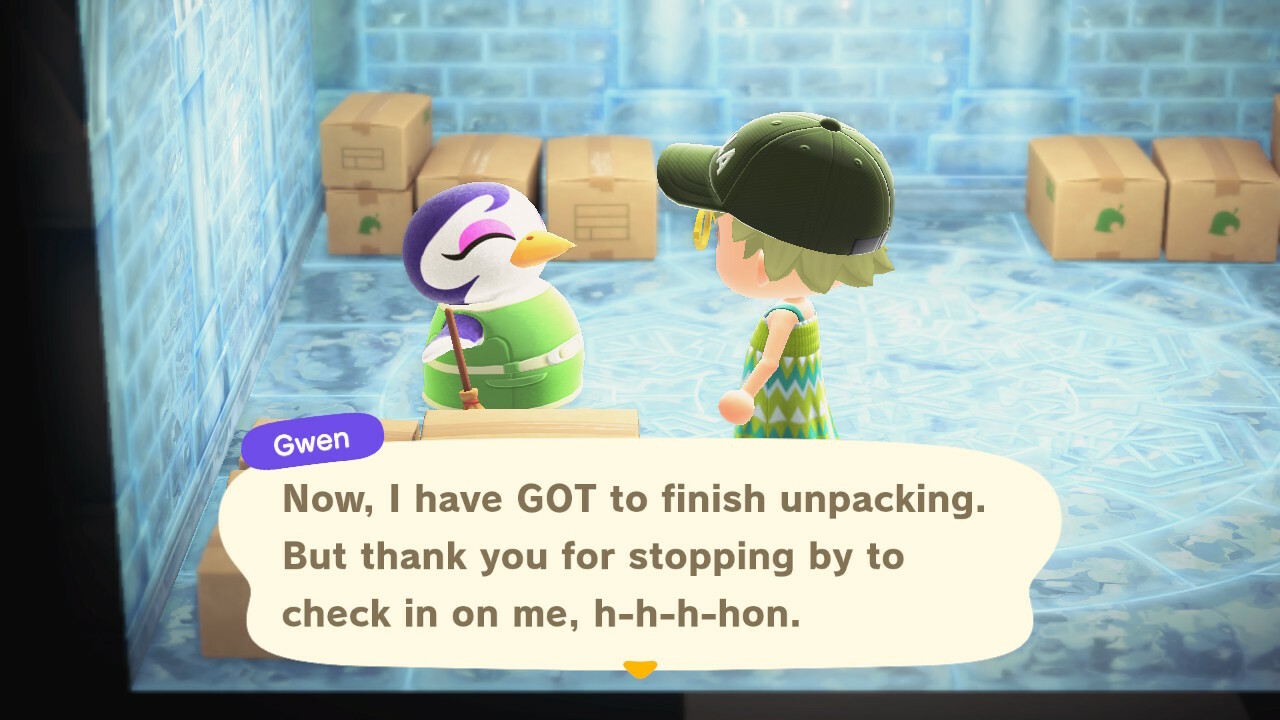 Gwen
Now, I have GOT to finish unpacking.
But thank you for stopping by to
check in on me, h-h-h-hon.